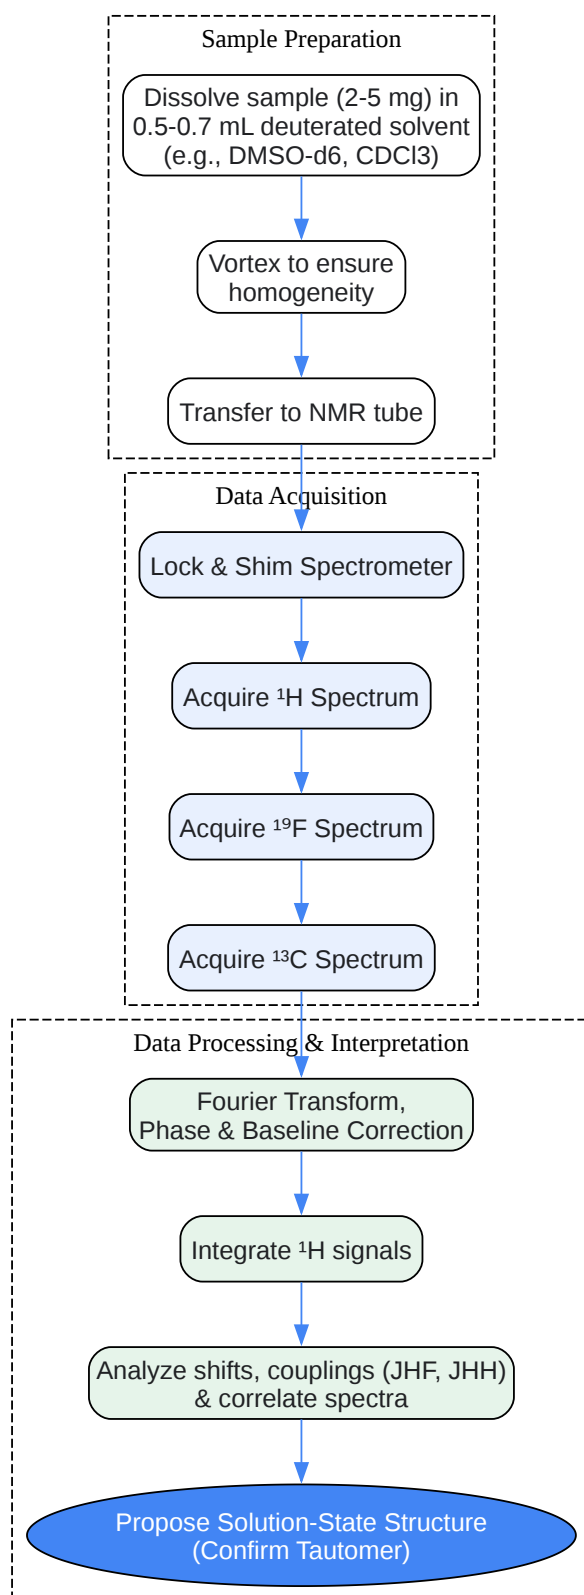 Sample Preparation
Dissolve sample (2-5 mg) in
0.5-0.7 mL deuterated solvent
(e.g., DMSO-d6, CDCl3)
Vortex to ensure
homogeneity
Transfer to NMR tube
Data Acquisition
Lock & Shim Spectrometer
Acquire ¹H Spectrum
Acquire ¹⁹F Spectrum
Acquire ¹³C Spectrum
Data Processing & Interpretation
Fourier Transform,
Phase & Baseline Correction
Integrate ¹H signals
Analyze shifts, couplings (JHF, JHH)
& correlate spectra
Propose Solution-State Structure
(Confirm Tautomer)